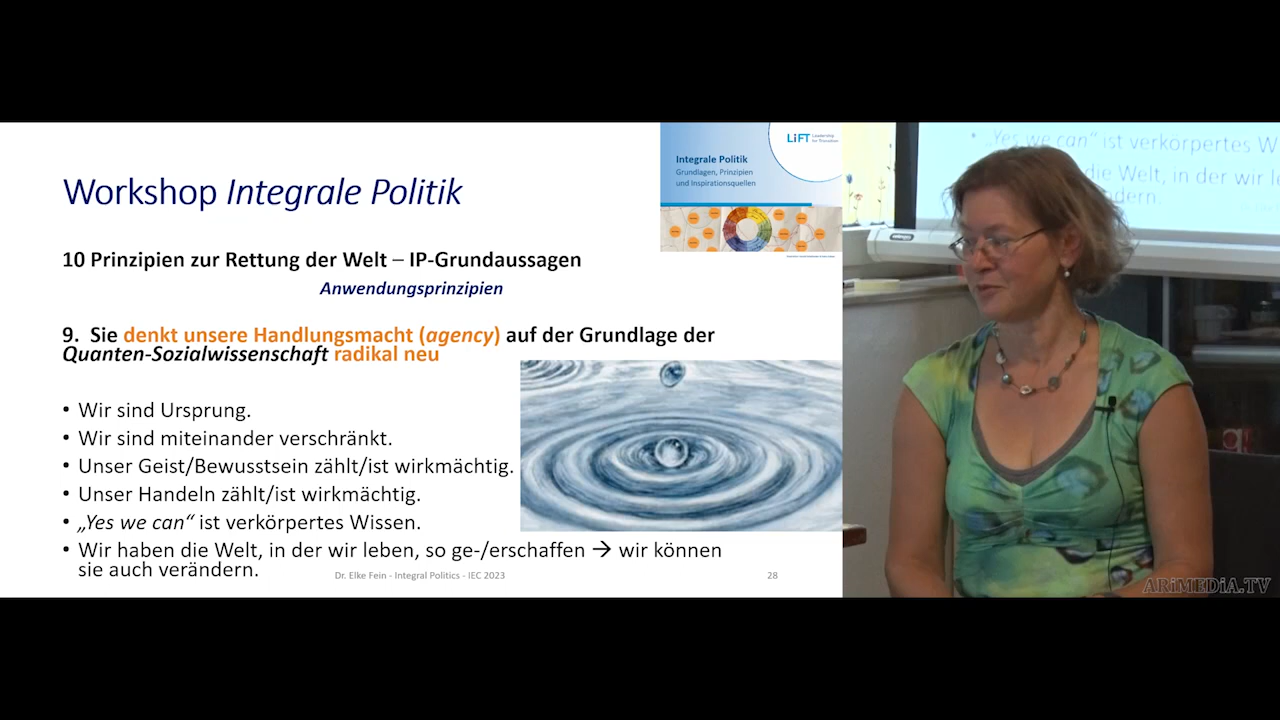 Workshop Integrale Politik
LiFT Leadership
for Transition
Integrale Politik
Grundlagen, Prinzipien
und Inspirationsquellen
10 Prinzipien zur Rettung der Welt – IP-Grundaussagen
Anwendungsprinzipien
9. Sie denkt unsere Handlungsmacht (agency) auf der Grundlage der
Quanten-Sozialwissenschaft radikal neu
• Wir sind Ursprung.
• Wir sind miteinander verschränkt.
• Unser Geist/Bewusstsein zählt/ist wirkmächtig.
• Unser Handeln zählt/ist wirkmächtig.
• „Yes we can“ ist verkörpertes Wissen.
• Wir haben die Welt, in der wir leben, so ge-/erschaffen → wir können
sie auch verändern.
Dr. Elke Fein - Integral Politics - IEC 2023
28
• „Yes we can“ ist verkörpertes W
die Welt, in der wir le
ändern.
ARiMEDiA.TV